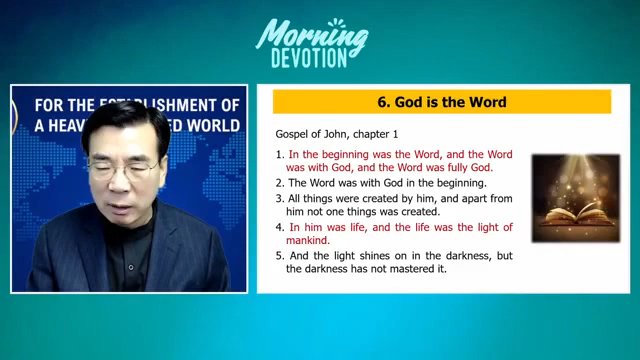 Morning
DEVOTION
FOR THE ESTABLISHMENT OF
A HEAV ED WORLD
6. God is the Word
Gospel of John, chapter 1
1. In the beginning was the Word, and the Word
was with God, and the Word was fully God.
2. The Word was with God in the beginning.
3. All things were created by him, and apart from
him not one things was created.
4. In him was life, and the life was the light of
mankind.
5. And the light shines on in the darkness, but
the darkness has not mastered it.